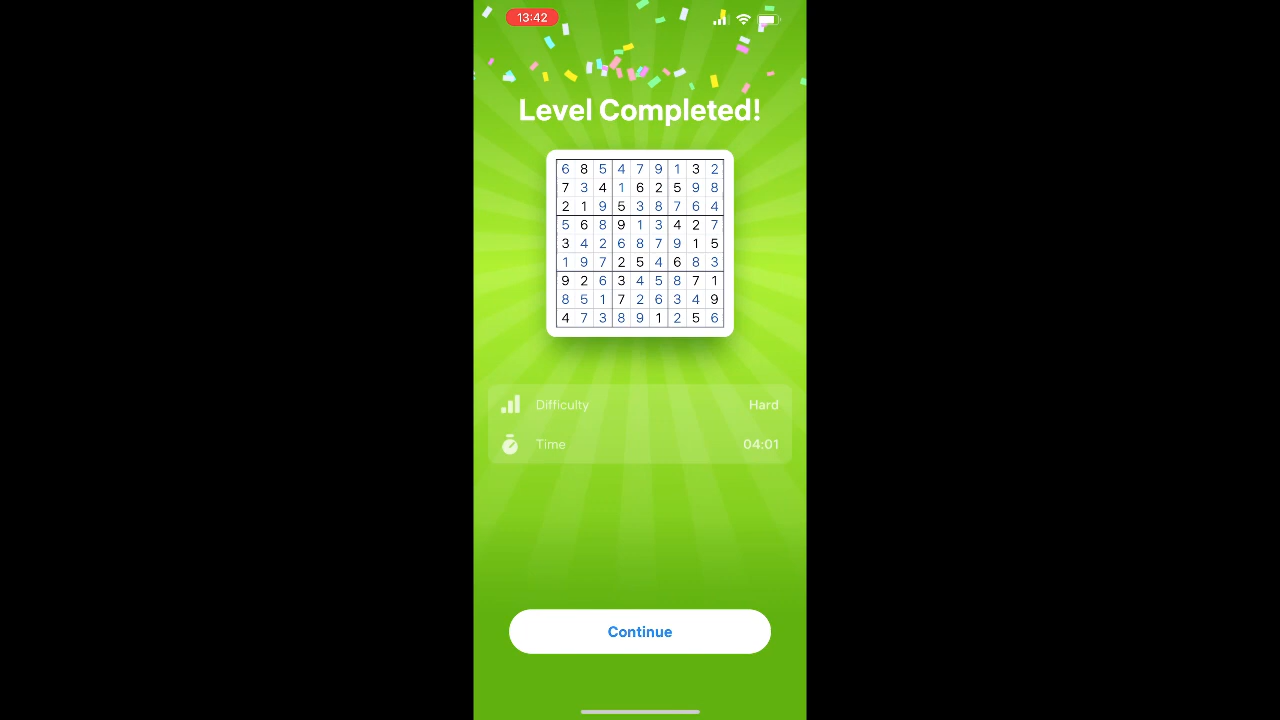 13:42
Level Completed!
6 8 5 4 7 9 1 3 2
7 3 4 1 6 2 5 9 8
2 1 9 5 3 8 7 6 4
5 6 8 9 1 3 4 2 7
3 4 2 6 8 7 9 1 5
1 9 7 2 5 4 6 8 3
9 2 6 3 4 5 8 7 1
8 5 1 7 2 6 3 4 9
4 7 3 8 9 1 2 5 6
Difficulty Hard
Time 04:01
Continue